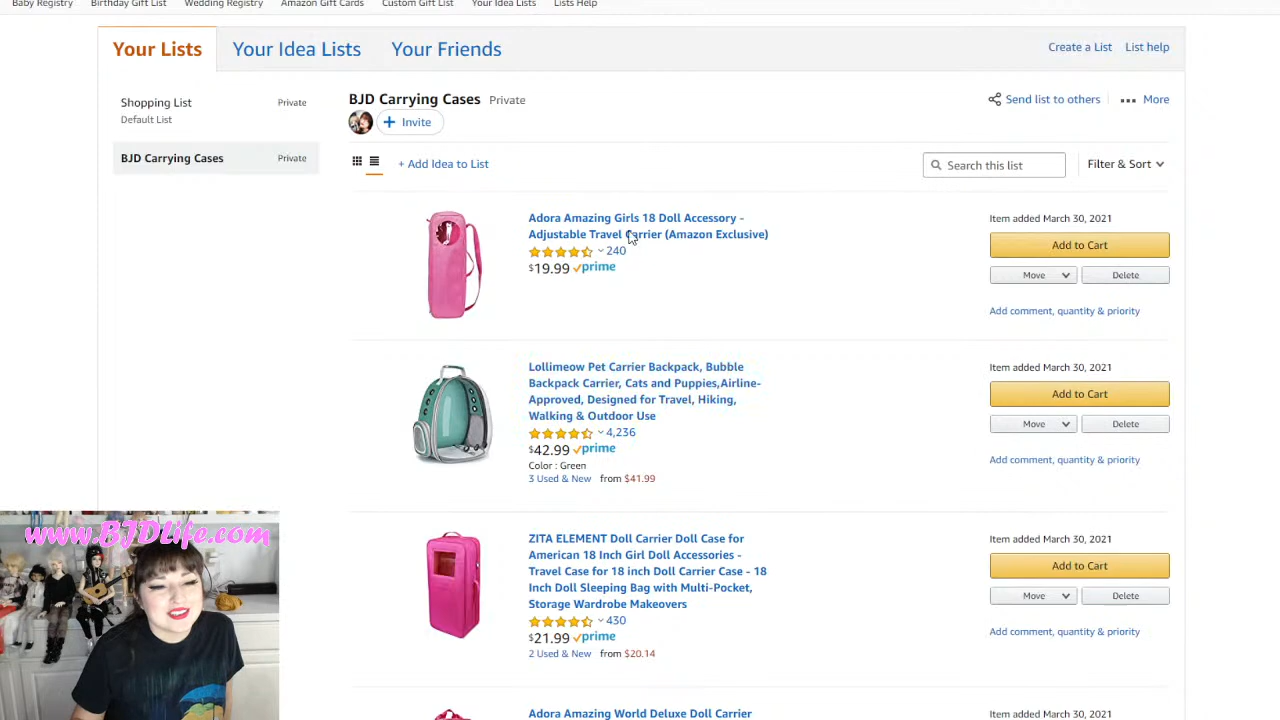 Baby Registry Birthday Gift List Wedding Registry Amazon Gift Cards Custom Gift List Your Idea Lists Lists Help
Your Lists Your Idea Lists Your Friends Create a List List help
Shopping List Private
Default List
BJD Carrying Cases Private
BJD Carrying Cases Private
Send list to others More
Invite
+ Add Idea to List
Search this list
Filter & Sort
Adora Amazing Girls 18 Doll Accessory -
Adjustable Travel Carrier (Amazon Exclusive)
240
$19.99 prime
Item added March 30, 2021
Add to Cart
Move Delete
Add comment, quantity & priority
Lollimeow Pet Carrier Backpack, Bubble
Backpack Carrier, Cats and Puppies,Airline-
Approved, Designed for Travel, Hiking,
Walking & Outdoor Use
4,236
$42.99 prime
Color : Green
3 Used & New from $41.99
Item added March 30, 2021
Add to Cart
Move Delete
Add comment, quantity & priority
ZITA ELEMENT Doll Carrier Doll Case for
American 18 Inch Girl Doll Accessories -
Travel Case for 18 inch Doll Carrier Case - 18
Inch Doll Sleeping Bag with Multi-Pocket,
Storage Wardrobe Makeovers
430
$21.99 prime
2 Used & New from $20.14
Item added March 30, 2021
Add to Cart
Move Delete
Add comment, quantity & priority
Adora Amazing World Deluxe Doll Carrier
Item added March 30, 2021
www.BJDLife.com